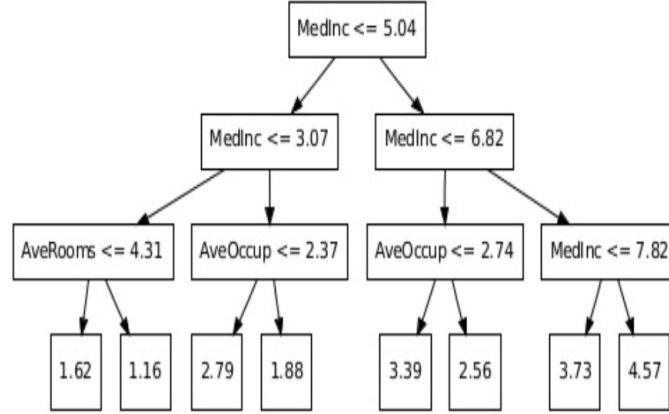 MedInc <= 5.04
MedInc <= 3.07
MedInc <= 6.82
AveRooms <= 4.31
AveOccup <= 2.37
AveOccup <= 2.74
MedInc <= 7.82
1.62
1.16
2.79
1.88
3.39
2.56
3.73
4.57